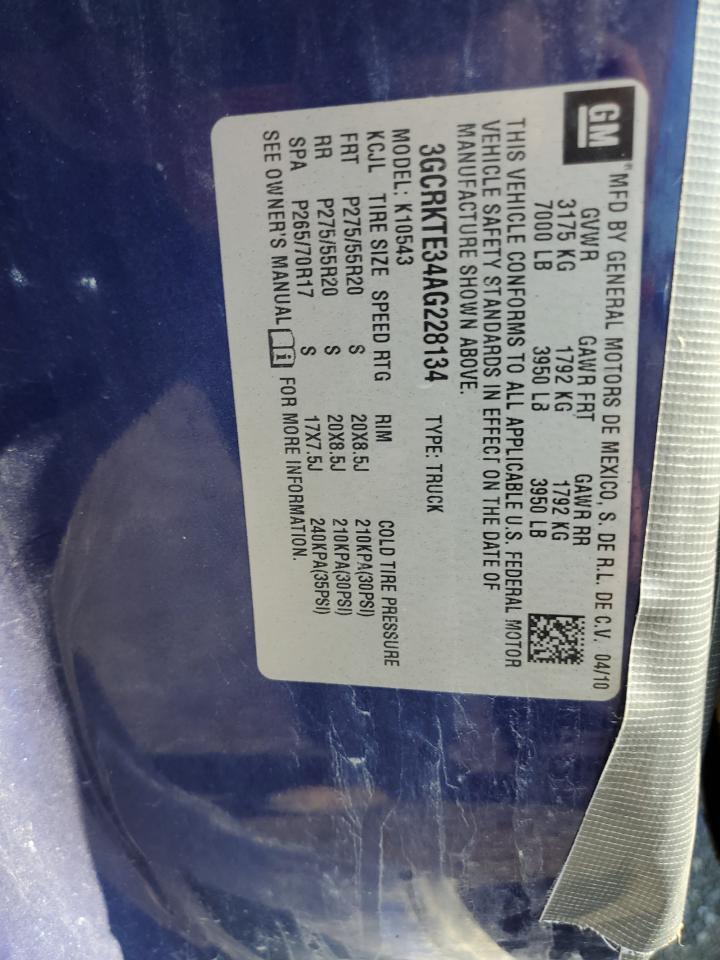 GM
® MFD BY GENERAL MOTORS DE MEXICO, S. DE R.L. DE C.V. 04/10
GVWR GAWR FRT GAWR RR
3175 KG 1792 KG 1792 KG
7000 LB 3950 LB 3950 LB
THIS VEHICLE CONFORMS TO ALL APPLICABLE U.S. FEDERAL MOTOR
VEHICLE SAFETY STANDARDS IN EFFECT ON THE DATE OF
MANUFACTURE SHOWN ABOVE.
3GCRKTE34AG228134 TYPE: TRUCK
MODEL: K10543
KCJL TIRE SIZE SPEED RTG RIM COLD TIRE PRESSURE
FRT P275/55R20 S 20X8.5J 210KPA(30PSI)
RR P275/55R20 S 20X8.5J 210KPA(30PSI)
SPA P265/70R17 S 17X7.5J 240KPA(35PSI)
SEE OWNER'S MANUAL i FOR MORE INFORMATION.